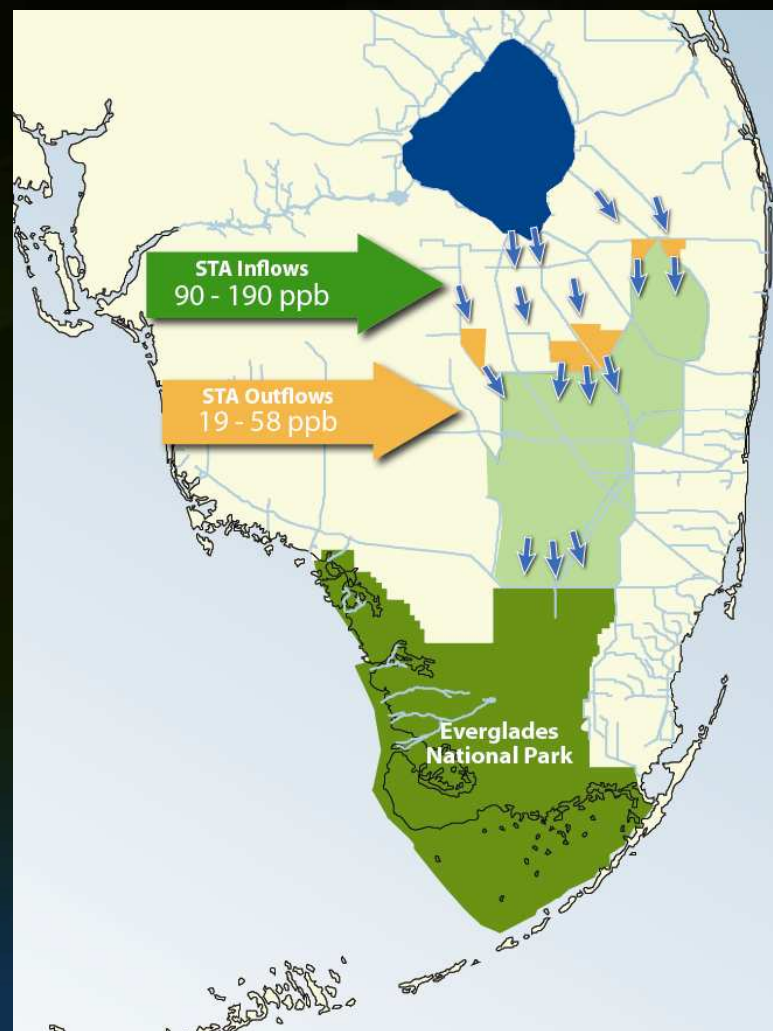 STA Inflows
90 - 190 ppb
STA Outflows
19 - 58 ppb
Everglades
National Park